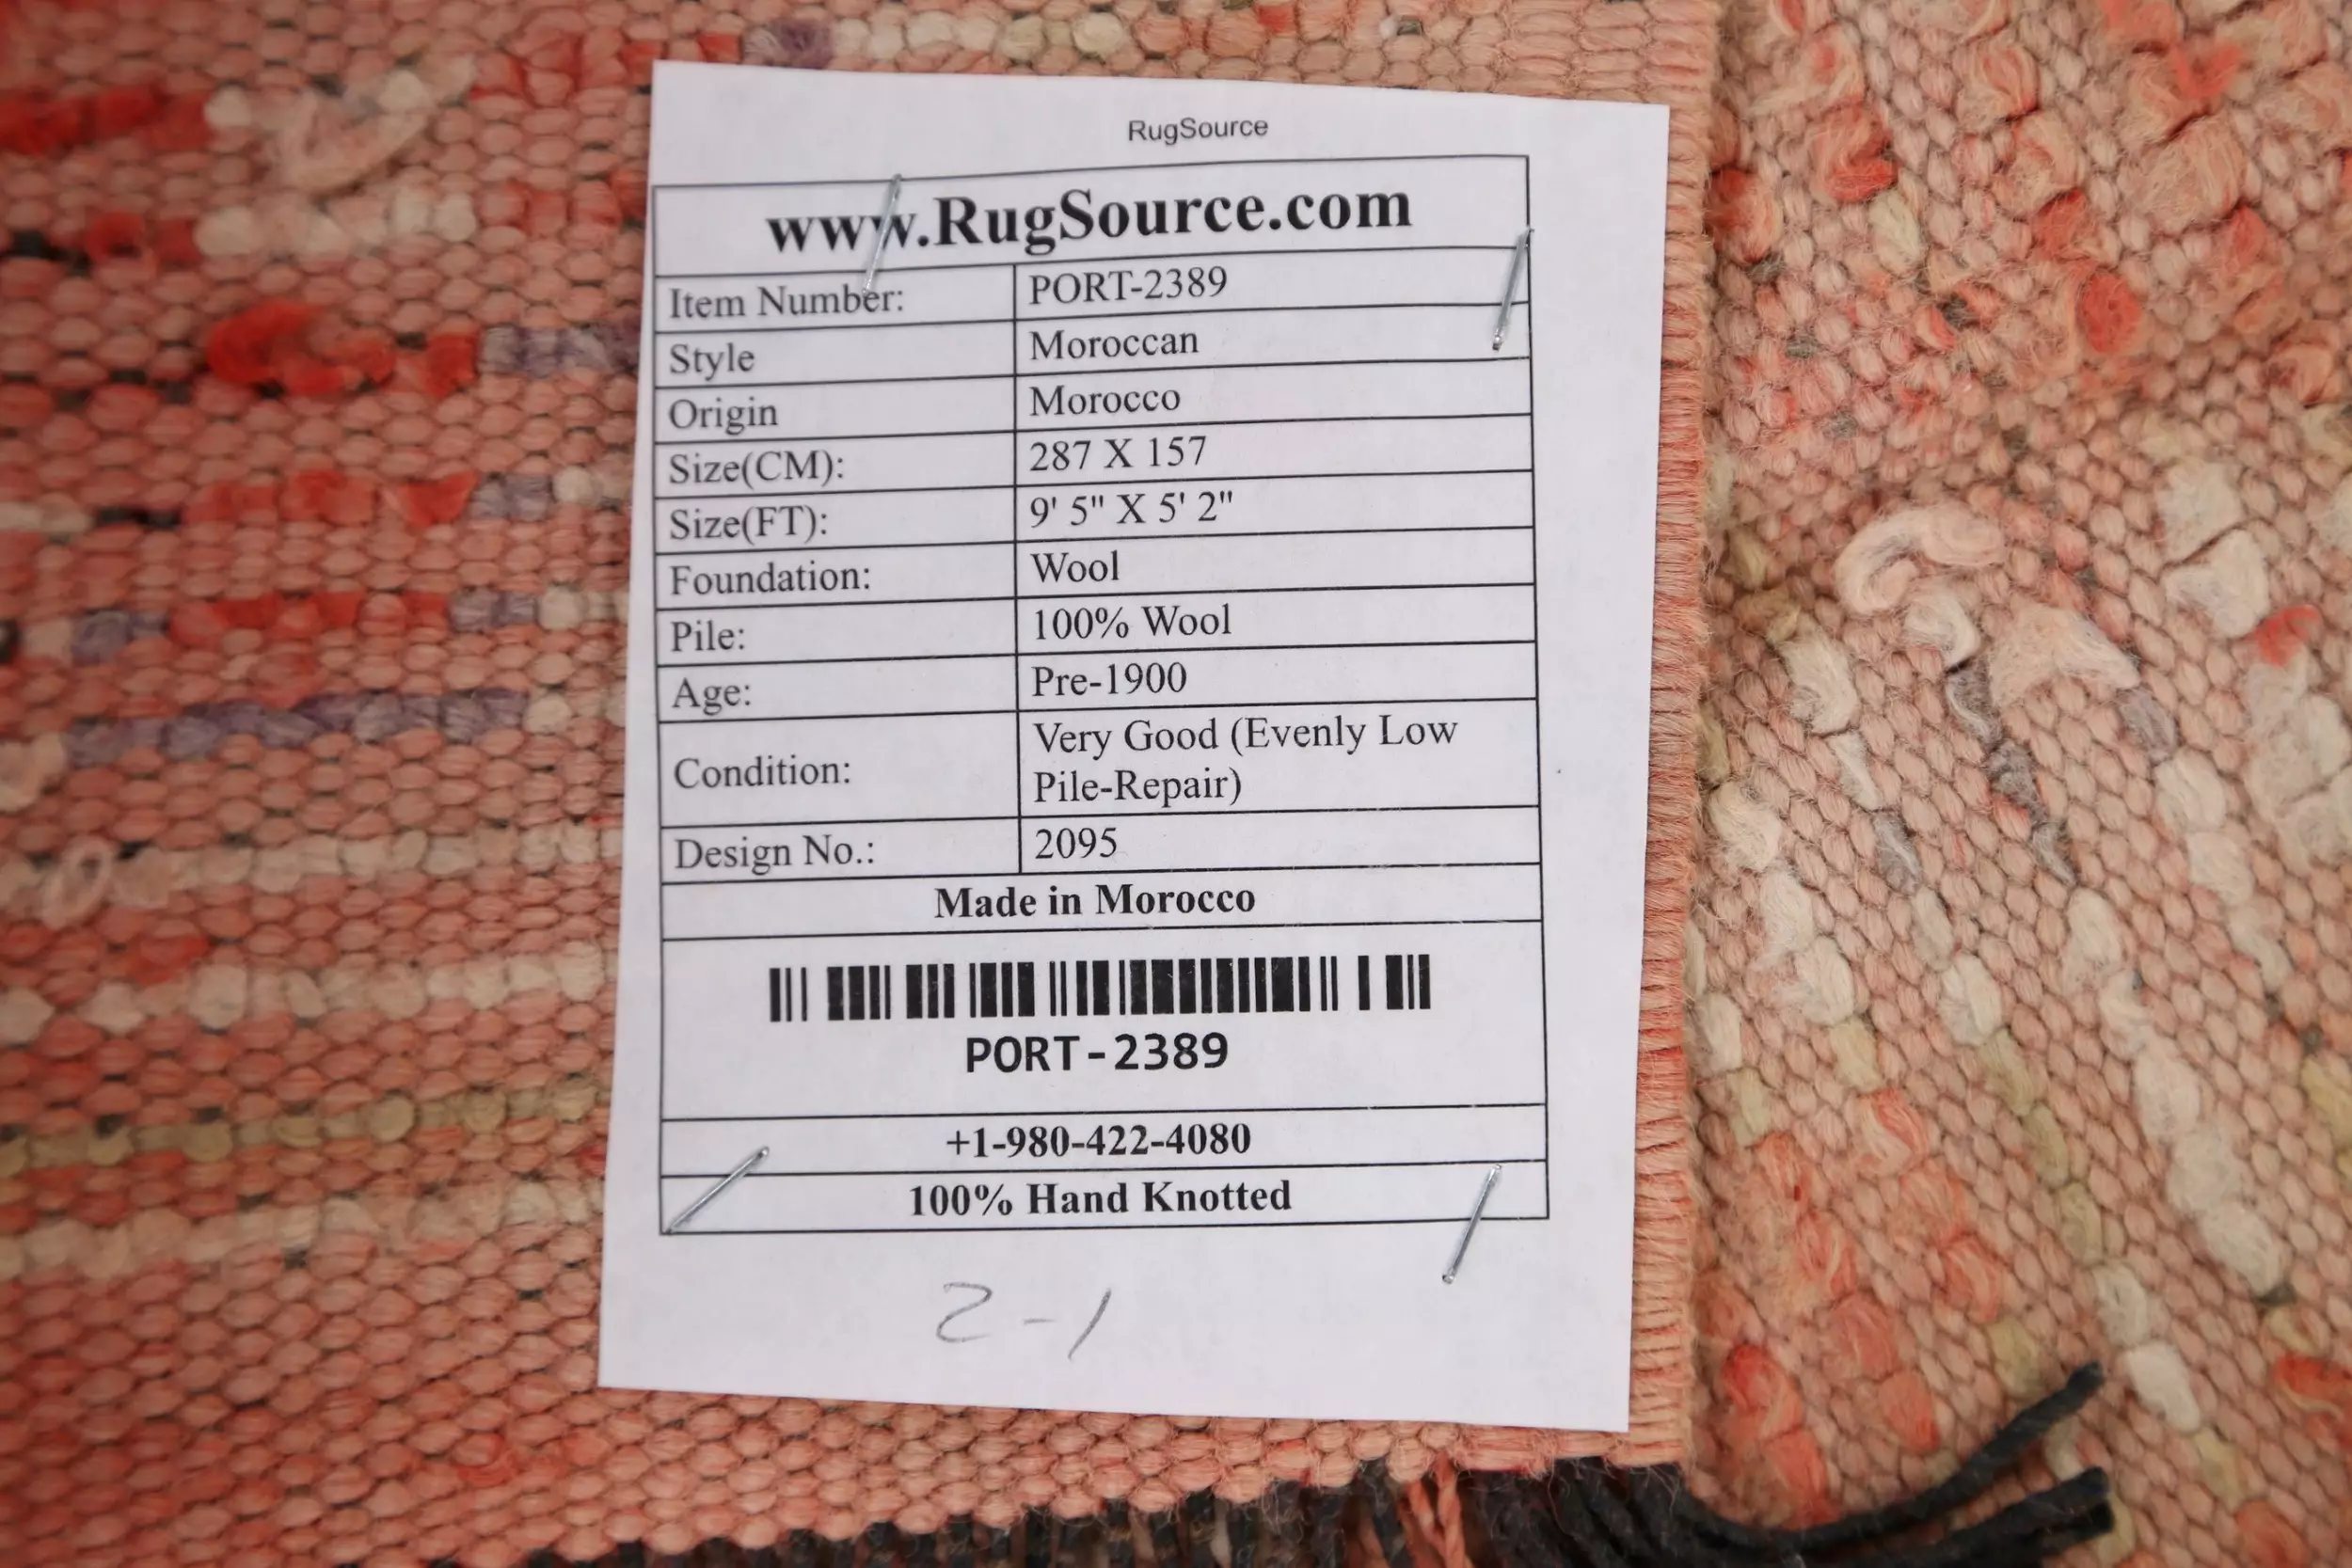 RugSource
www.RugSource.com
Item Number: PORT-2389
Style Moroccan
Origin Morocco
Size(CM): 287 X 157
Size(FT): 9' 5" X 5' 2"
Foundation: Wool
Pile: 100% Wool
Age: Pre-1900
Condition: Very Good (Evenly Low
Pile-Repair)
Design No.: 2095
Made in Morocco
PORT-2389
+1-980-422-4080
100% Hand Knotted
2-1